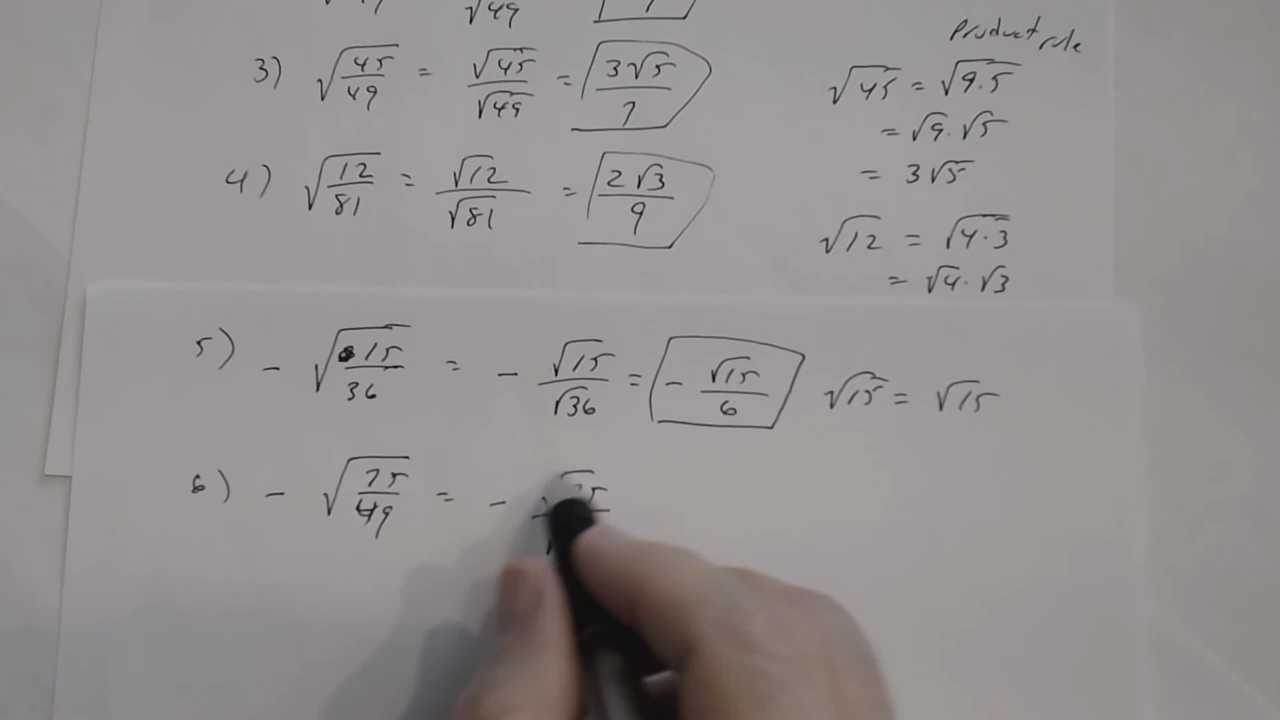 √49
Product rule
3) √(45/49) = √45/√49 = 3√5/7
√45 = √(9·5)
= √9·√5
= 3√5
4) √(12/81) = √12/√81 = 2√3/9
√12 = √(4·3)
= √4·√3
5) - √(15/36) = - √15/√36 = - √15/6
√15 = √15
6) - √(75/49) = -